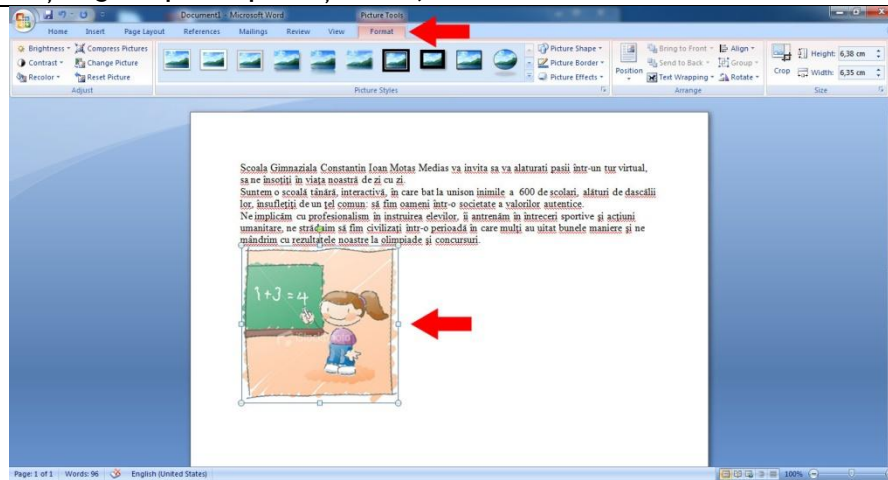 Document1 - Microsoft Word
Picture Tools
Home Insert Page Layout References Mailings Review View Format
Brightness Compress Pictures
Contrast Change Picture
Recolor Reset Picture
Adjust
Picture Styles
Picture Shape
Picture Border
Picture Effects
Position
Bring to Front
Send to Back
Text Wrapping
Align
Group
Rotate
Arrange
Crop
Height: 6,38 cm
Width: 6,35 cm
Size
Scoala Gimnaziala Constantin Ioan Motas Medias va invita sa va alaturati pasii într-un tur virtual,
sa ne însoțiți în viața noastră de zi cu zi.
Suntem o scoală tânără, interactivă, în care bat la unison inimile a 600 de scolari, alături de dascălii
lor, însuflețiți de un țel comun: să fim oameni într-o societate a valorilor autentice.
Ne implicăm cu profesionalism în instruirea elevilor, îi antrenăm în întreceri sportive și acțiuni
umanitare, ne străduim să fim civilizați într-o perioadă în care mulți au uitat bunele maniere și ne
mândrim cu rezultatele noastre la olimpiade și concursuri.
1+3=4
Page: 1 of 1 Words: 96 English (United States) 100%